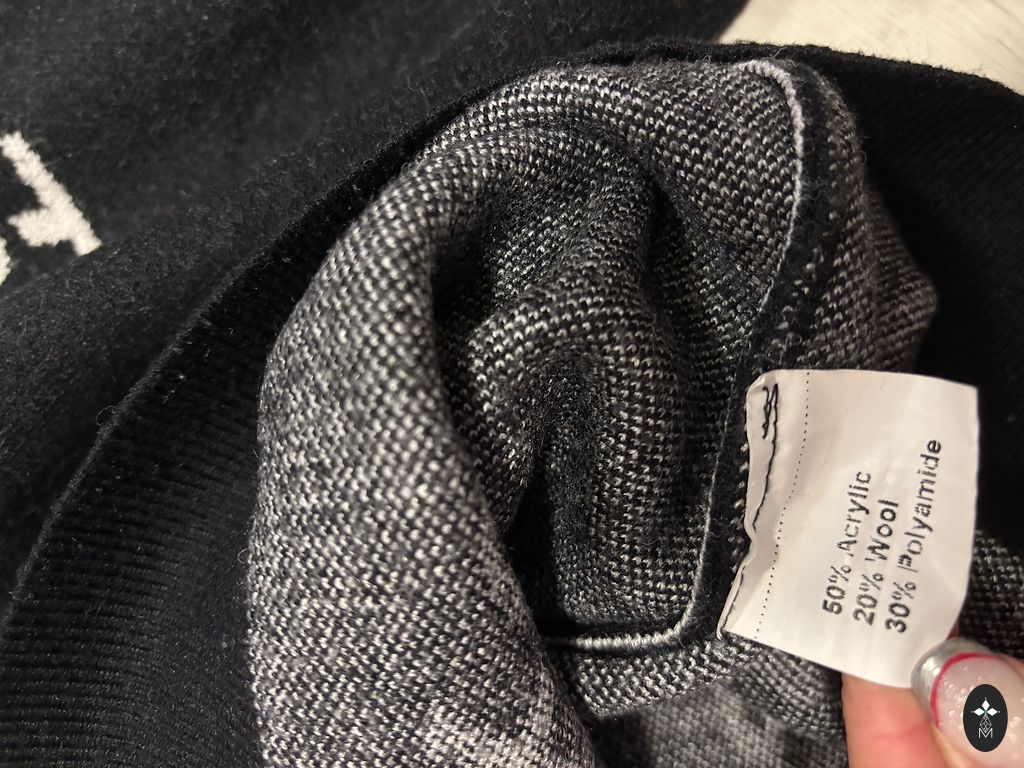 50% Acrylic
20% Wool
30% Polyamide